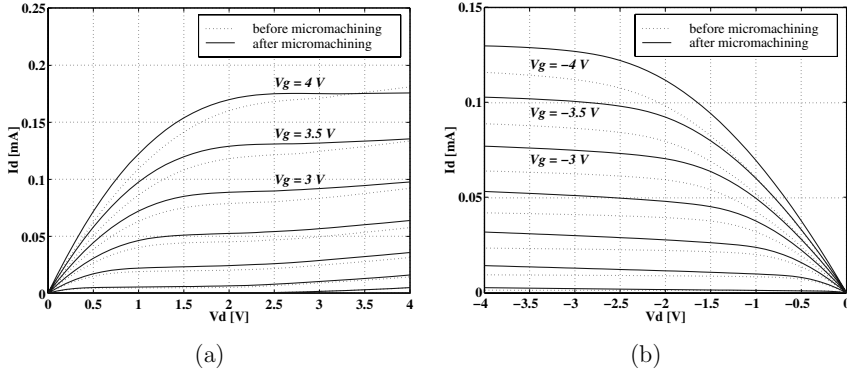 0.25
0.2
0.15
0.1
0.05
0
0
0.5
1
1.5
2
2.5
3
3.5
4
Id [mA]
Vd [V]
before micromachining
after micromachining
Vg = 4 V
Vg = 3.5 V
Vg = 3 V
(a)
0.15
0.1
0.05
0
−4
−3.5
−3
−2.5
−2
−1.5
−1
−0.5
0
Id [mA]
Vd [V]
before micromachining
after micromachining
Vg = −4 V
Vg = −3.5 V
Vg = −3 V
(b)